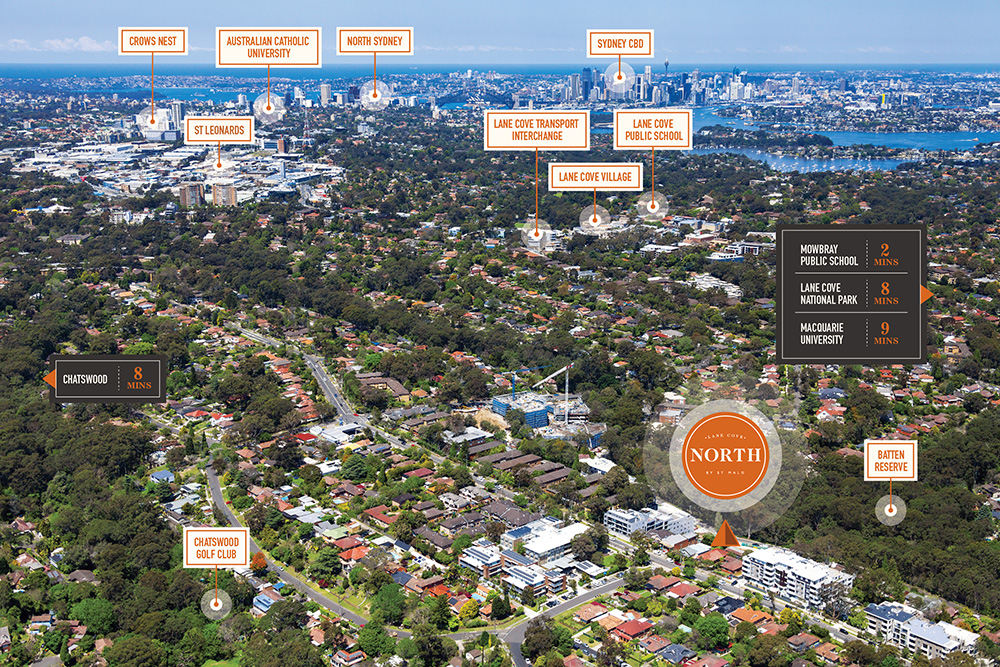 CROWS NEST
AUSTRALIAN CATHOLIC
UNIVERSITY
NORTH SYDNEY
SYDNEY CBD
ST LEONARDS
LANE COVE TRANSPORT
INTERCHANGE
LANE COVE
PUBLIC SCHOOL
LANE COVE VILLAGE
MOWBRAY
PUBLIC SCHOOL
2
MINS
LANE COVE
NATIONAL PARK
8
MINS
MACQUARIE
UNIVERSITY
9
MINS
CHATSWOOD
8
MINS
• LANE COVE •
NORTH
BY ST MALO
BATTEN
RESERVE
CHATSWOOD
GOLF CLUB